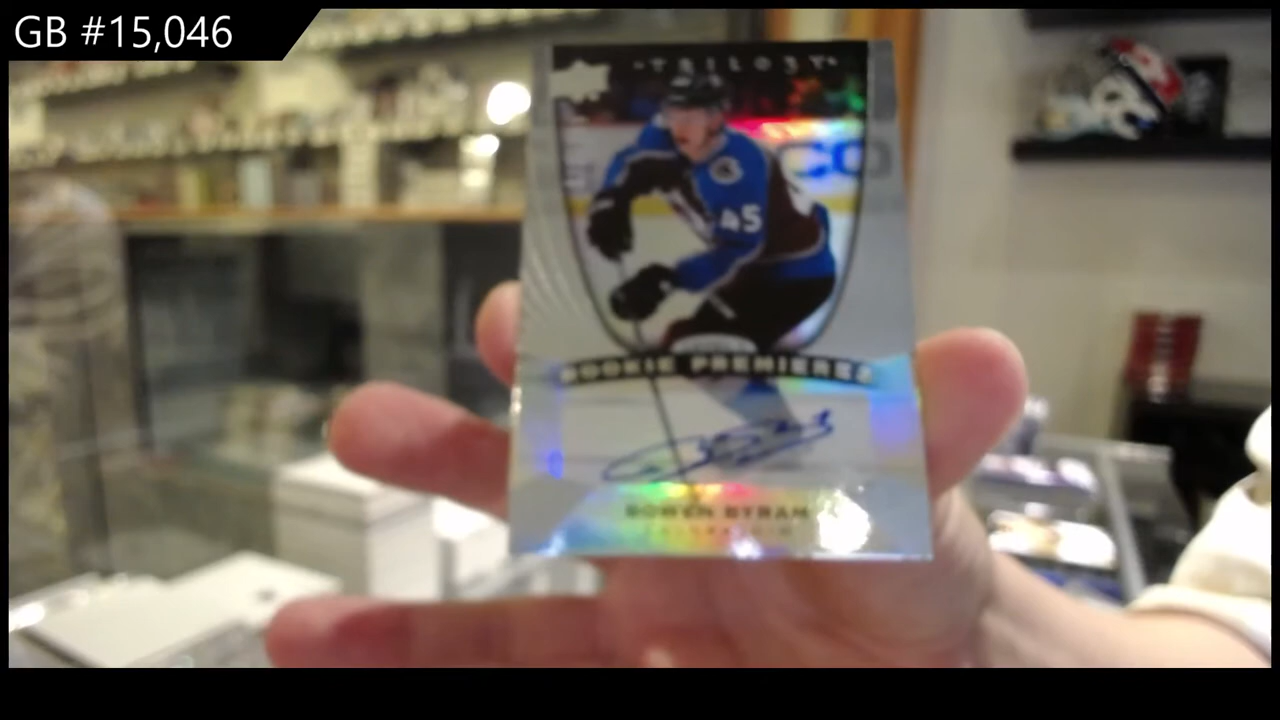 GB #15,046
TRILOGY
45
ROOKIE PREMIERES
BOWEN BYRAM